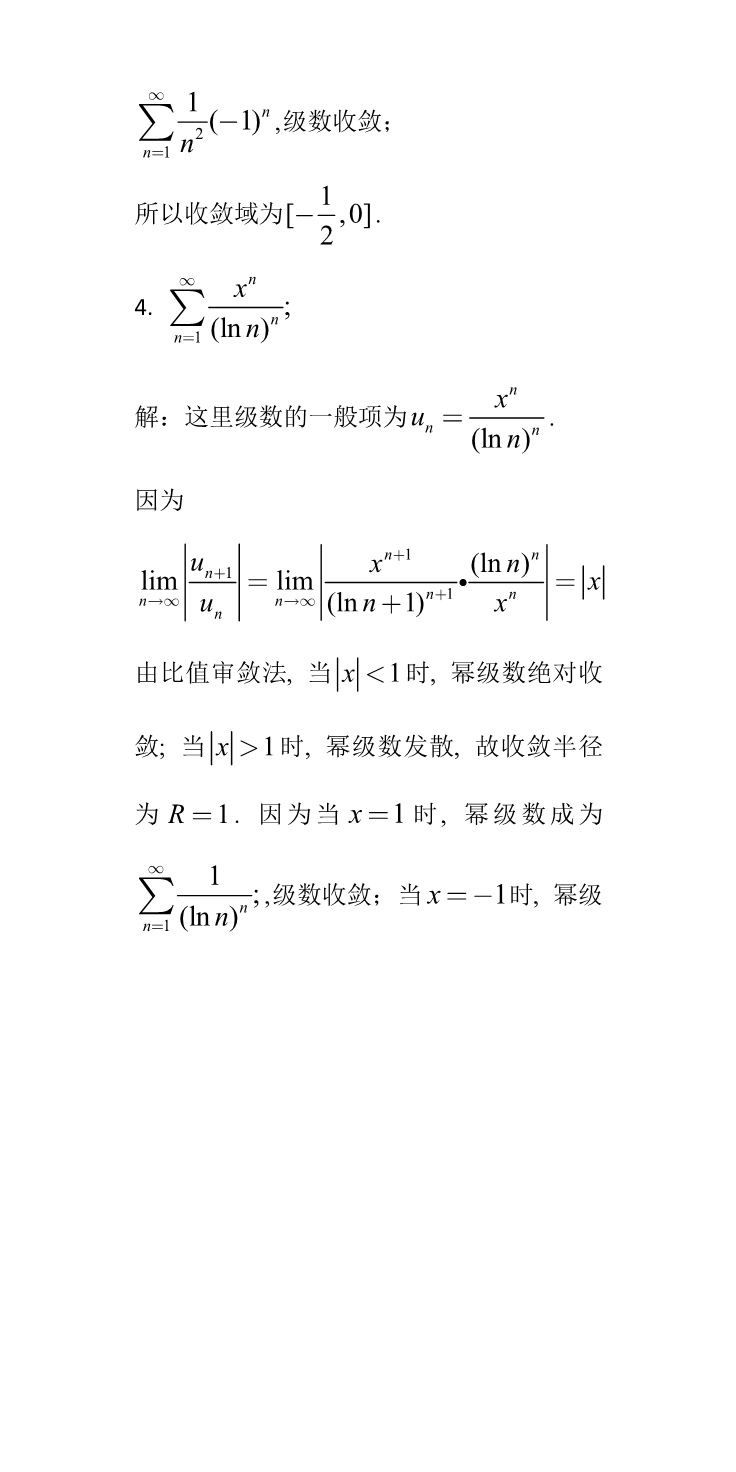 $\sum_{n=1}^{\infty}\frac{1}{n^2}(-1)^n$,级数收敛;
所以收敛域为$[-\frac{1}{2},0]$.
4. $\sum_{n=1}^{\infty}\frac{x^n}{(\ln n)^n}$;
解：这里级数的一般项为$u_n=\frac{x^n}{(\ln n)^n}$.
因为
$\lim_{n\to\infty}\left|\frac{u_{n+1}}{u_n}\right|=\lim_{n\to\infty}\left|\frac{x^{n+1}}{(\ln n+1)^{n+1}}\bullet\frac{(\ln n)^n}{x^n}\right|=|x|$
由比值审敛法, 当$|x|<1$时, 幂级数绝对收
敛; 当$|x|>1$时, 幂级数发散, 故收敛半径
为 $R=1$. 因为当 $x=1$ 时, 幂级数成为
$\sum_{n=1}^{\infty}\frac{1}{(\ln n)^n}$;,级数收敛；当$x=-1$时, 幂级